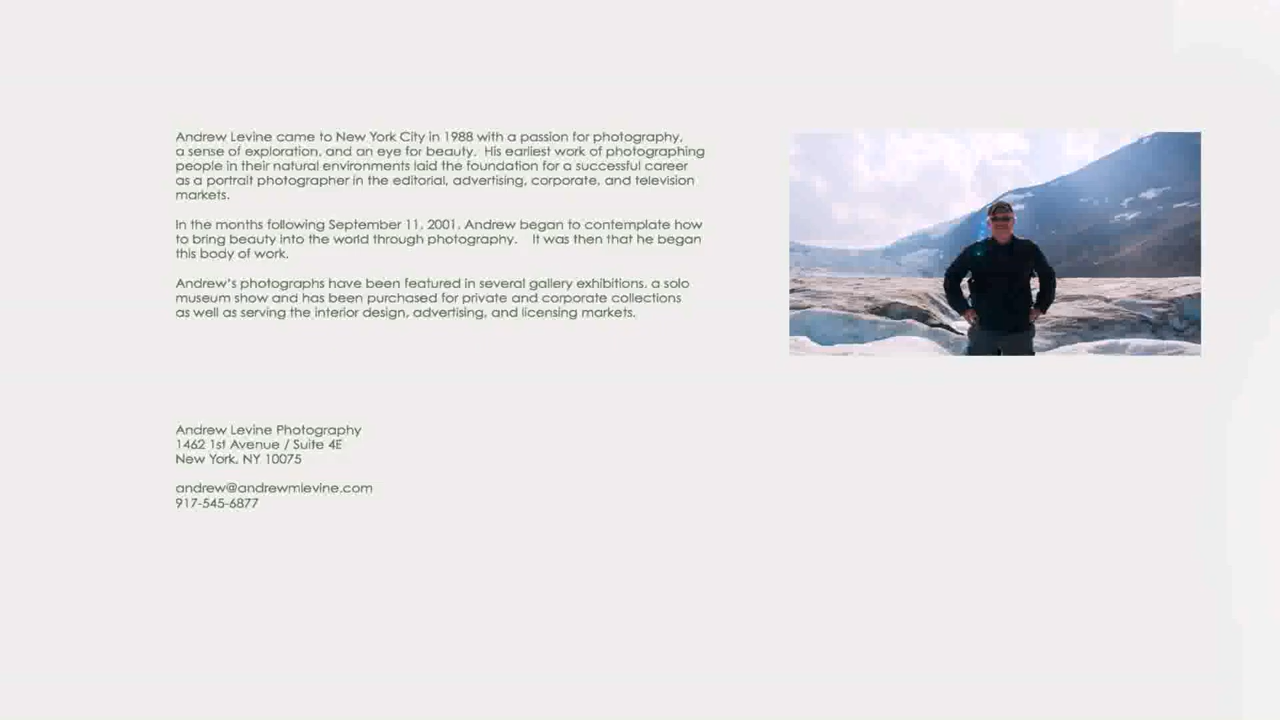 Andrew Levine came to New York City in 1988 with a passion for photography,
a sense of exploration, and an eye for beauty. His earliest work of photographing
people in their natural environments laid the foundation for a successful career
as a portrait photographer in the editorial, advertising, corporate, and television
markets.
In the months following September 11, 2001, Andrew began to contemplate how
to bring beauty into the world through photography. It was then that he began
this body of work.
Andrew's photographs have been featured in several gallery exhibitions, a solo
museum show and has been purchased for private and corporate collections
as well as serving the interior design, advertising, and licensing markets.
Andrew Levine Photography
1462 1st Avenue / Suite 4E
New York, NY 10075
andrew@andrewmlevine.com
917-545-6877